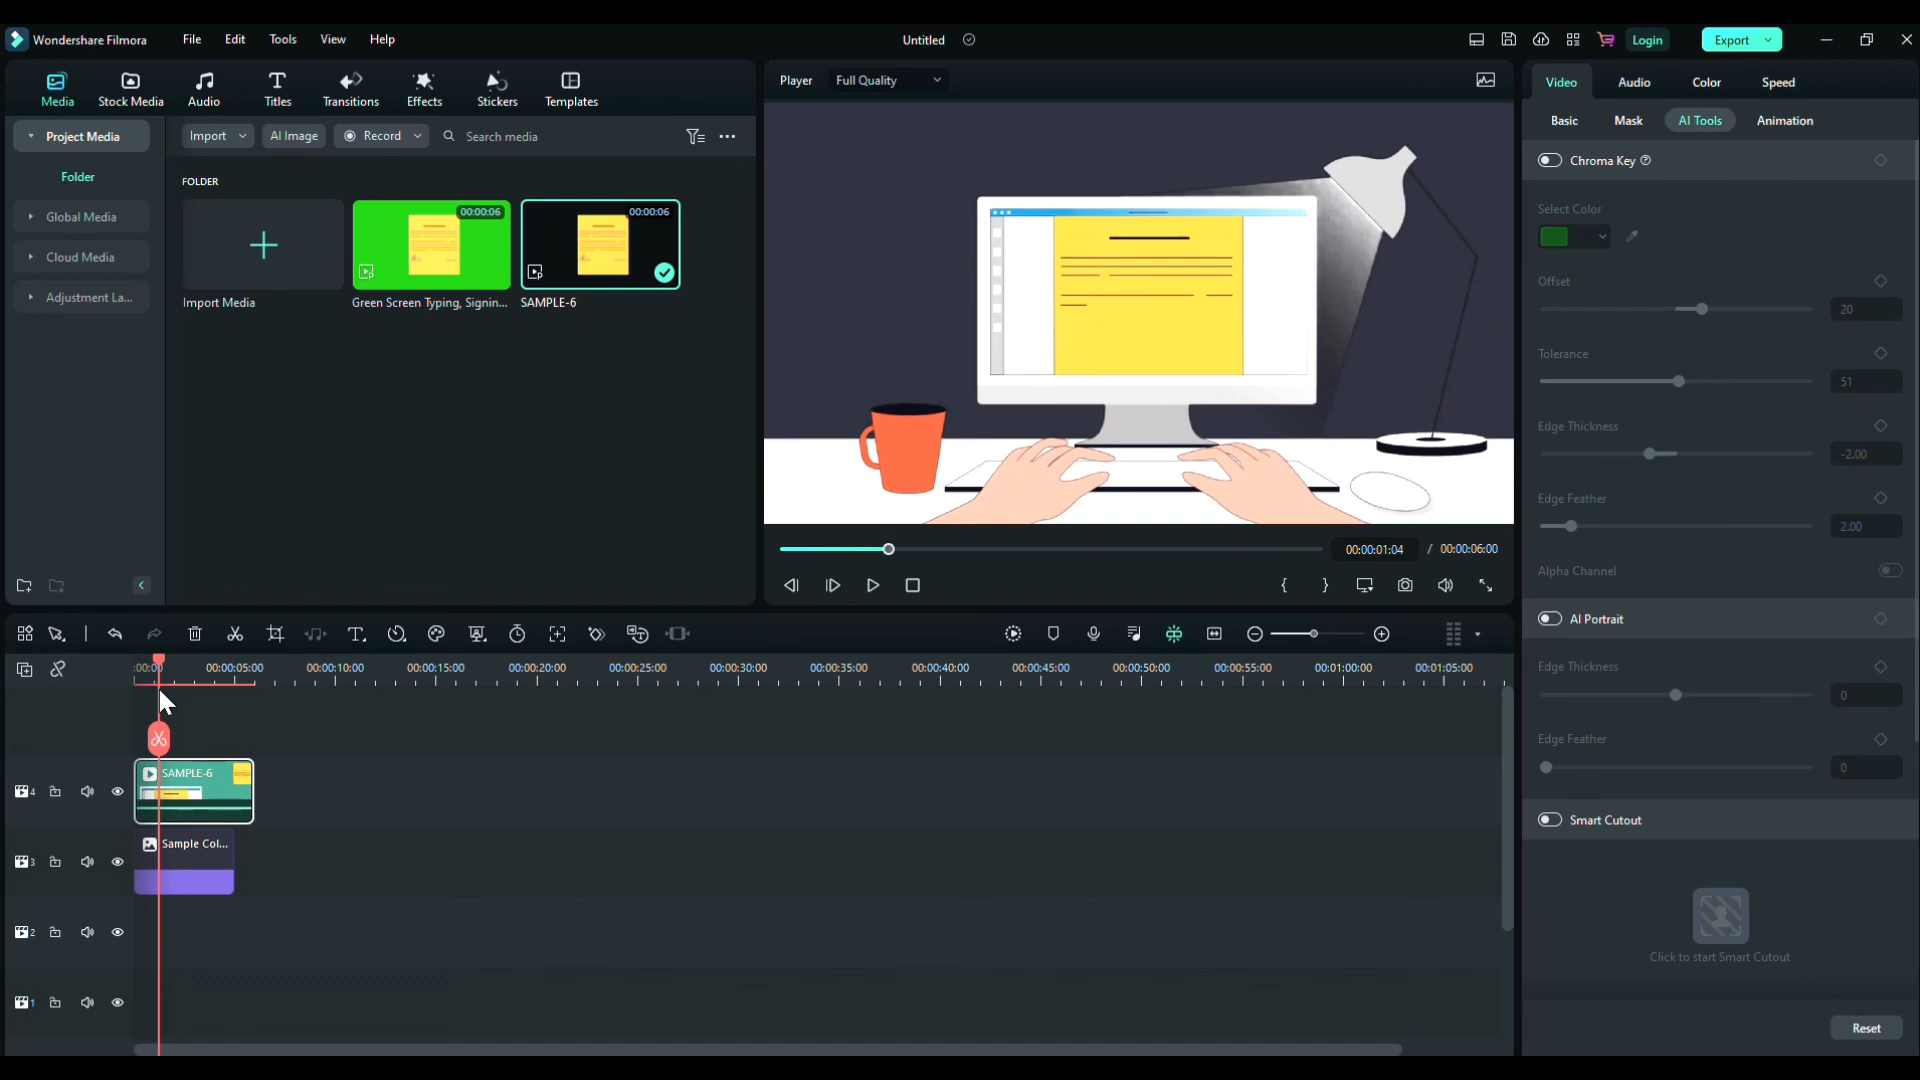 Wondershare Filmora File Edit Tools View Help Untitled Login Export
Media Stock Media Audio Titles Transitions Effects Stickers Templates
Project Media
Folder
Global Media
Cloud Media
Adjustment La...
Import AI Image Record Search media
FOLDER
00:00:06 00:00:06
Import Media Green Screen Typing, Signin... SAMPLE-6
Player Full Quality
00:00:01:04 / 00:00:06:00
Video Audio Color Speed
Basic Mask AI Tools Animation
Chroma Key
Select Color
Offset
20
Tolerance
51
Edge Thickness
-2.00
Edge Feather
2.00
Alpha Channel
AI Portrait
Edge Thickness
0
Edge Feather
0
Smart Cutout
Click to start Smart Cutout
Reset
:00:00 00:00:05:00 00:00:10:00 00:00:15:00 00:00:20:00 00:00:25:00 00:00:30:00 00:00:35:00 00:00:40:00 00:00:45:00 00:00:50:00 00:00:55:00 00:01:00:00 00:01:05:00
4 SAMPLE-6
3 Sample Col...
2
1